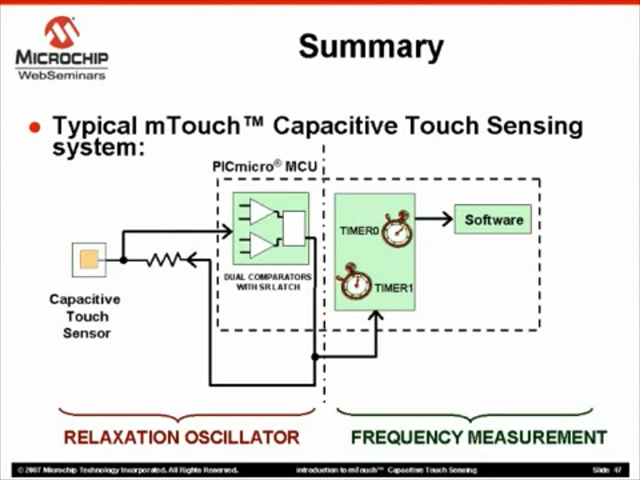 MICROCHIP
WebSeminars
Summary
● Typical mTouch™ Capacitive Touch Sensing
system:
PICmicro® MCU
TIMER0
Software
DUAL COMPARATORS
WITH SR LATCH
TIMER1
Capacitive
Touch
Sensor
RELAXATION OSCILLATOR
FREQUENCY MEASUREMENT
© 2007 Microchip Technology Incorporated. All Rights Reserved.
introduction to mTouch™ Capacitive Touch Sensing
Slide 47